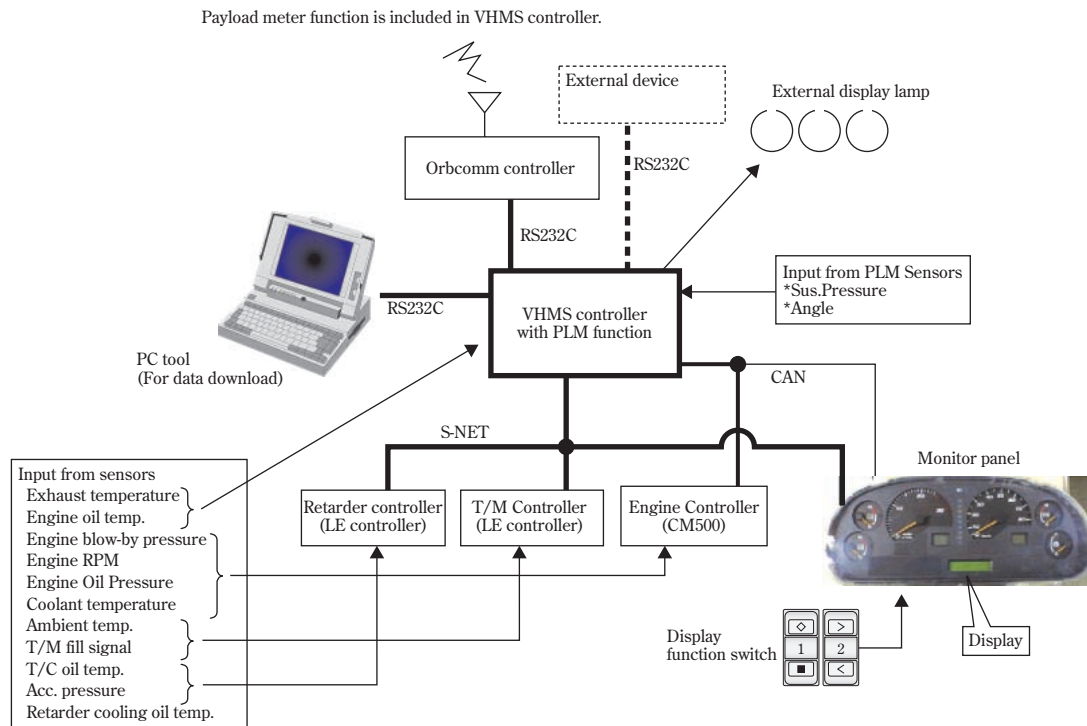 Payload meter function is included in VHMS controller.
External device
External display lamp
Orbcomm controller
RS232C
RS232C
Input from PLM Sensors
*Sus.Pressure
*Angle
RS232C
VHMS controller
with PLM function
PC tool
(For data download)
CAN
S-NET
Monitor panel
Input from sensors
Exhaust temperature
Engine oil temp.
Engine blow-by pressure
Engine RPM
Engine Oil Pressure
Coolant temperature
Ambient temp.
T/M fill signal
T/C oil temp.
Acc. pressure
Retarder cooling oil temp.
Retarder controller
(LE controller)
T/M Controller
(LE controller)
Engine Controller
(CM500)
Display
function switch
◇ >
1 2
■ <
Display